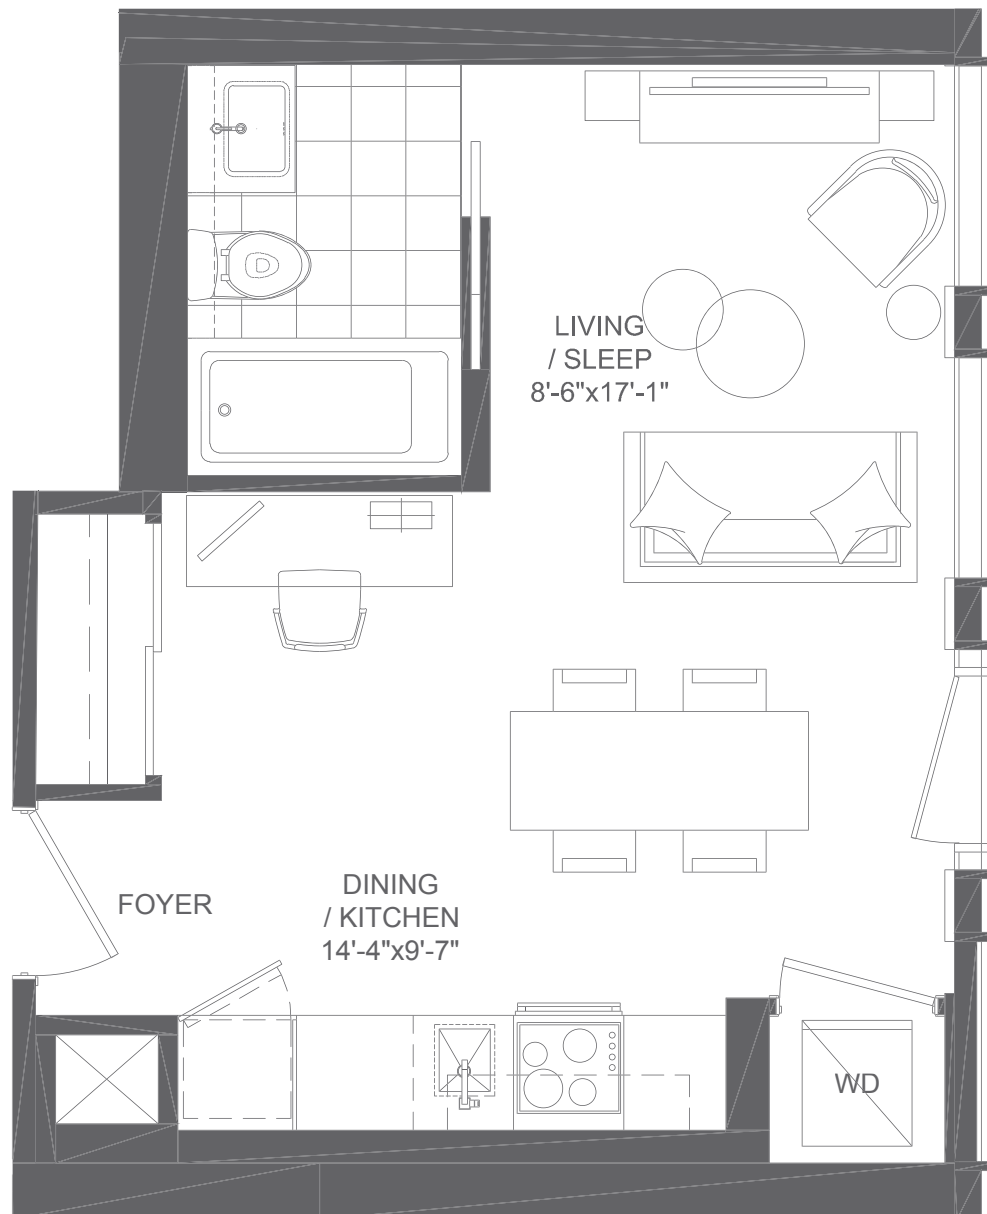 LIVING
/ SLEEP
8'-6"x17'-1"
FOYER
DINING
/ KITCHEN
14'-4"x9'-7"
WD